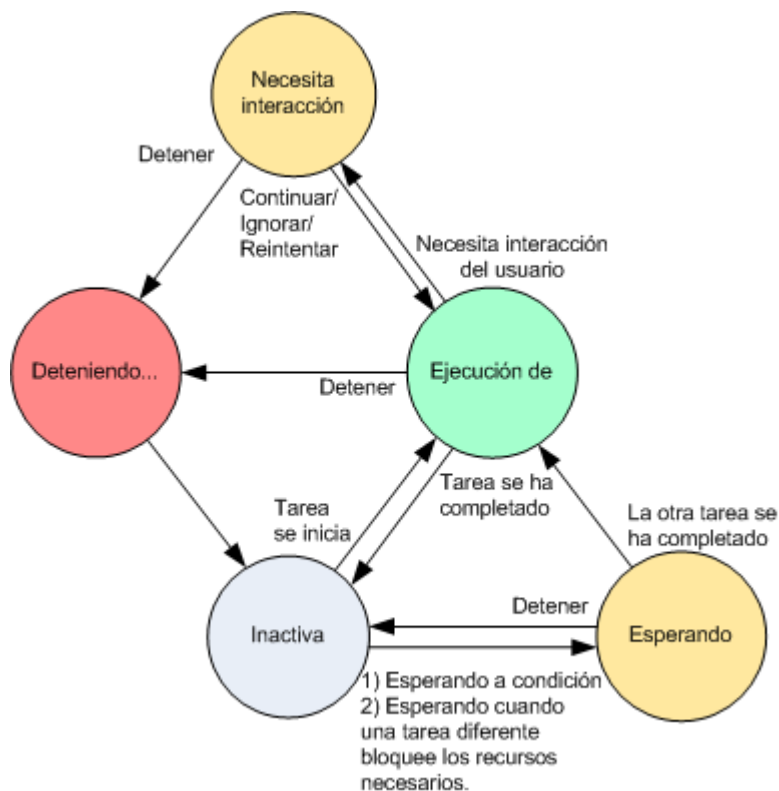 Necesita
interacción
Detener
Continuar/
Ignorar/
Reintentar
Necesita interacción
del usuario
Deteniendo...
Detener
Ejecución de
Tarea
se inicia
Tarea se ha
completado
La otra tarea se
ha completado
Inactiva
Detener
Esperando
1) Esperando a condición
2) Esperando cuando
una tarea diferente
bloquee los recursos
necesarios.